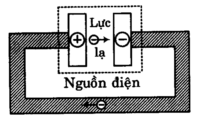 Lực
+ − −
lạ
Nguồn điện
−